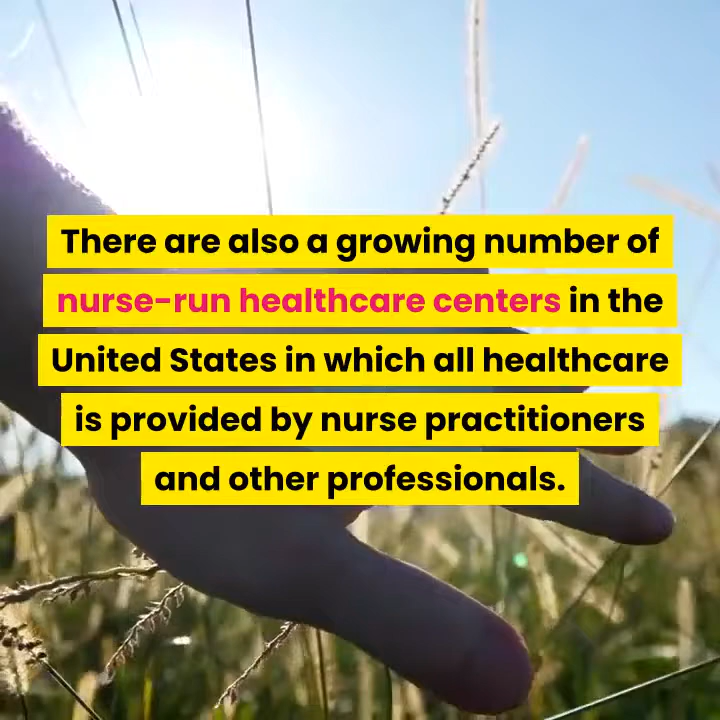 There are also a growing number of
nurse-run healthcare centers in the
United States in which all healthcare
is provided by nurse practitioners
and other professionals.